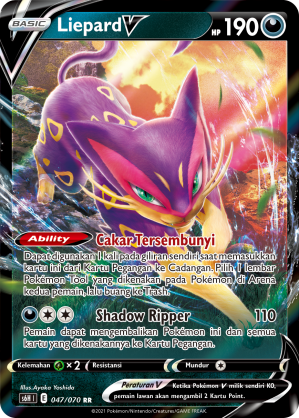 BASIC Liepard V HP 190
Ability Cakar Tersembunyi
Dapat digunakan 1 kali pada giliran sendiri, saat memasukkan
kartu ini dari Kartu Pegangan ke Cadangan. Pilih 1 lembar
Pokémon Tool yang dikenakan pada Pokémon di Arena
kedua pemain, lalu buang ke Trash.
Shadow Ripper 110
Pemain dapat mengembalikan Pokémon ini dan semua
kartu yang dikenakannya ke Kartu Pegangan.
Kelemahan ×2 Resistansi Mundur
Illus. Ayaka Yoshida
s6H I E 047/070 RR
Peraturan V Ketika Pokémon V milik sendiri KO,
pemain lawan akan mengambil 2 Kartu Point.
©2021 Pokémon/Nintendo/Creatures/GAME FREAK.